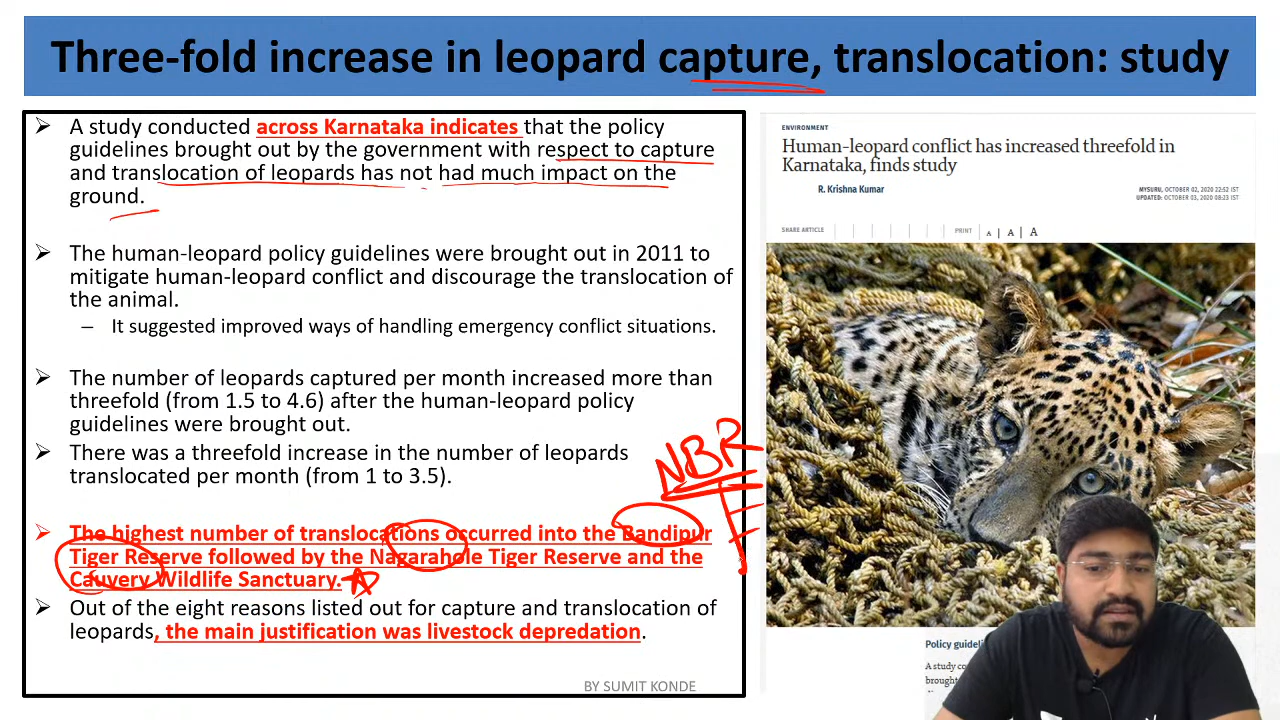 Three-fold increase in leopard capture, translocation: study
➢ A study conducted across Karnataka indicates that the policy
guidelines brought out by the government with respect to capture
and translocation of leopards has not had much impact on the
ground.
➢ The human-leopard policy guidelines were brought out in 2011 to
mitigate human-leopard conflict and discourage the translocation of
the animal.
– It suggested improved ways of handling emergency conflict situations.
➢ The number of leopards captured per month increased more than
threefold (from 1.5 to 4.6) after the human-leopard policy
guidelines were brought out.
➢ There was a threefold increase in the number of leopards
translocated per month (from 1 to 3.5).
➢ The highest number of translocations occurred into the Bandipur
Tiger Reserve followed by the Nagarahole Tiger Reserve and the
Cauvery Wildlife Sanctuary.
➢ Out of the eight reasons listed out for capture and translocation of
leopards, the main justification was livestock depredation.
BY SUMIT KONDE
NBR
ENVIRONMENT
Human-leopard conflict has increased threefold in
Karnataka, finds study
R. Krishna Kumar
MYSURU, OCTOBER 02, 2020 22:52 IST
UPDATED: OCTOBER 03, 2020 08:23 IST
SHARE ARTICLE | | | | | | | PRINT A | A | A
Policy
A study
brought